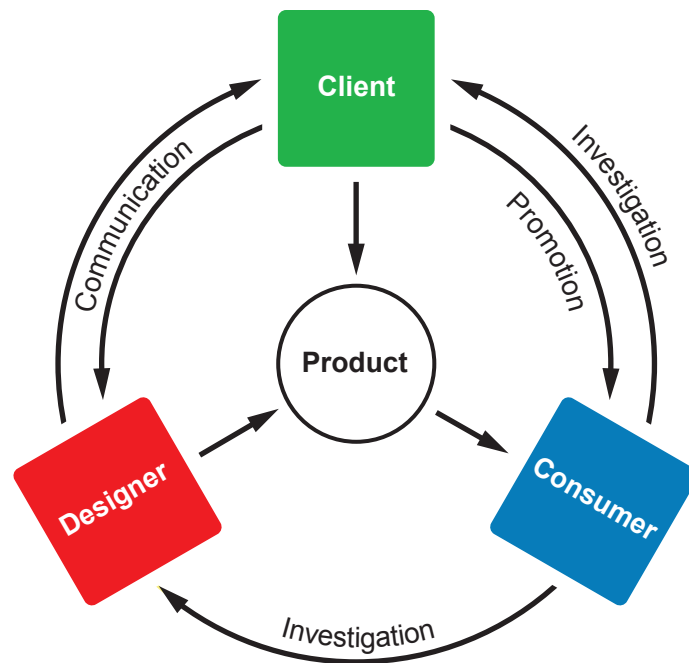 Client
Communication
Promotion
Investigation
Product
Designer
Consumer
Investigation